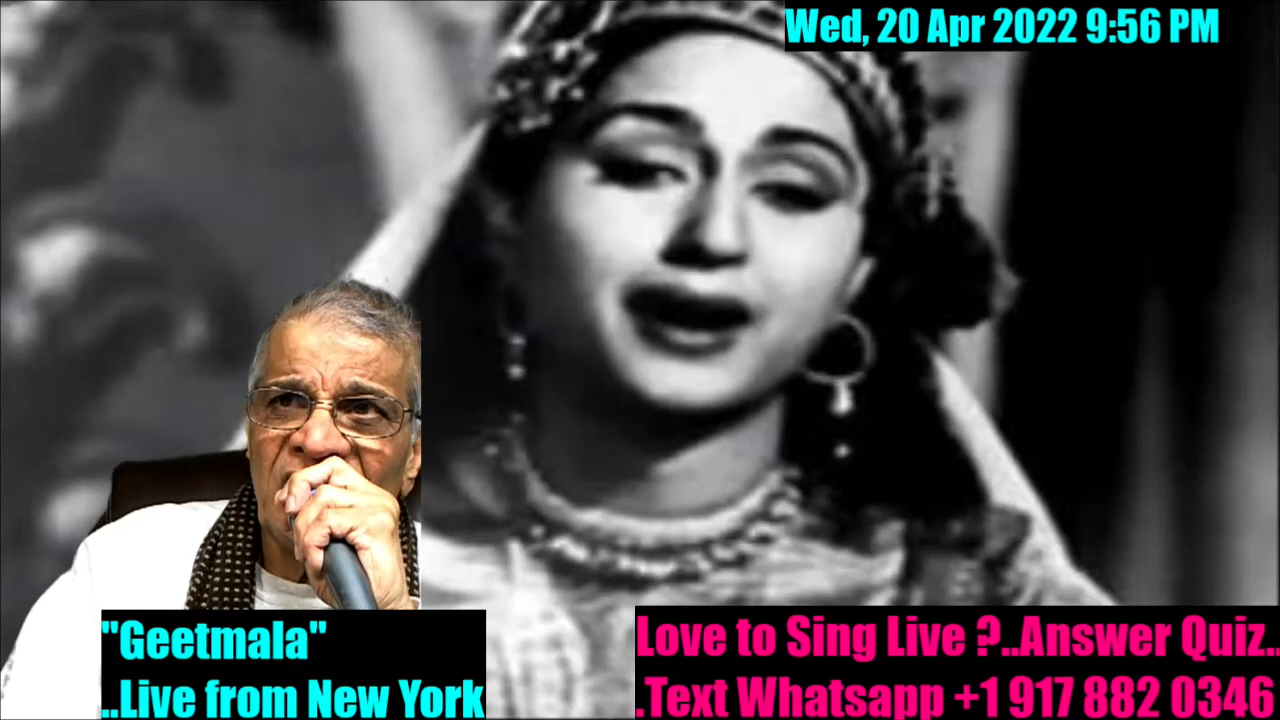 Wed, 20 Apr 2022 9:56 PM
"Geetmala"
..Live from New York
Love to Sing Live ?..Answer Quiz..
.Text Whatsapp +1 917 882 0346